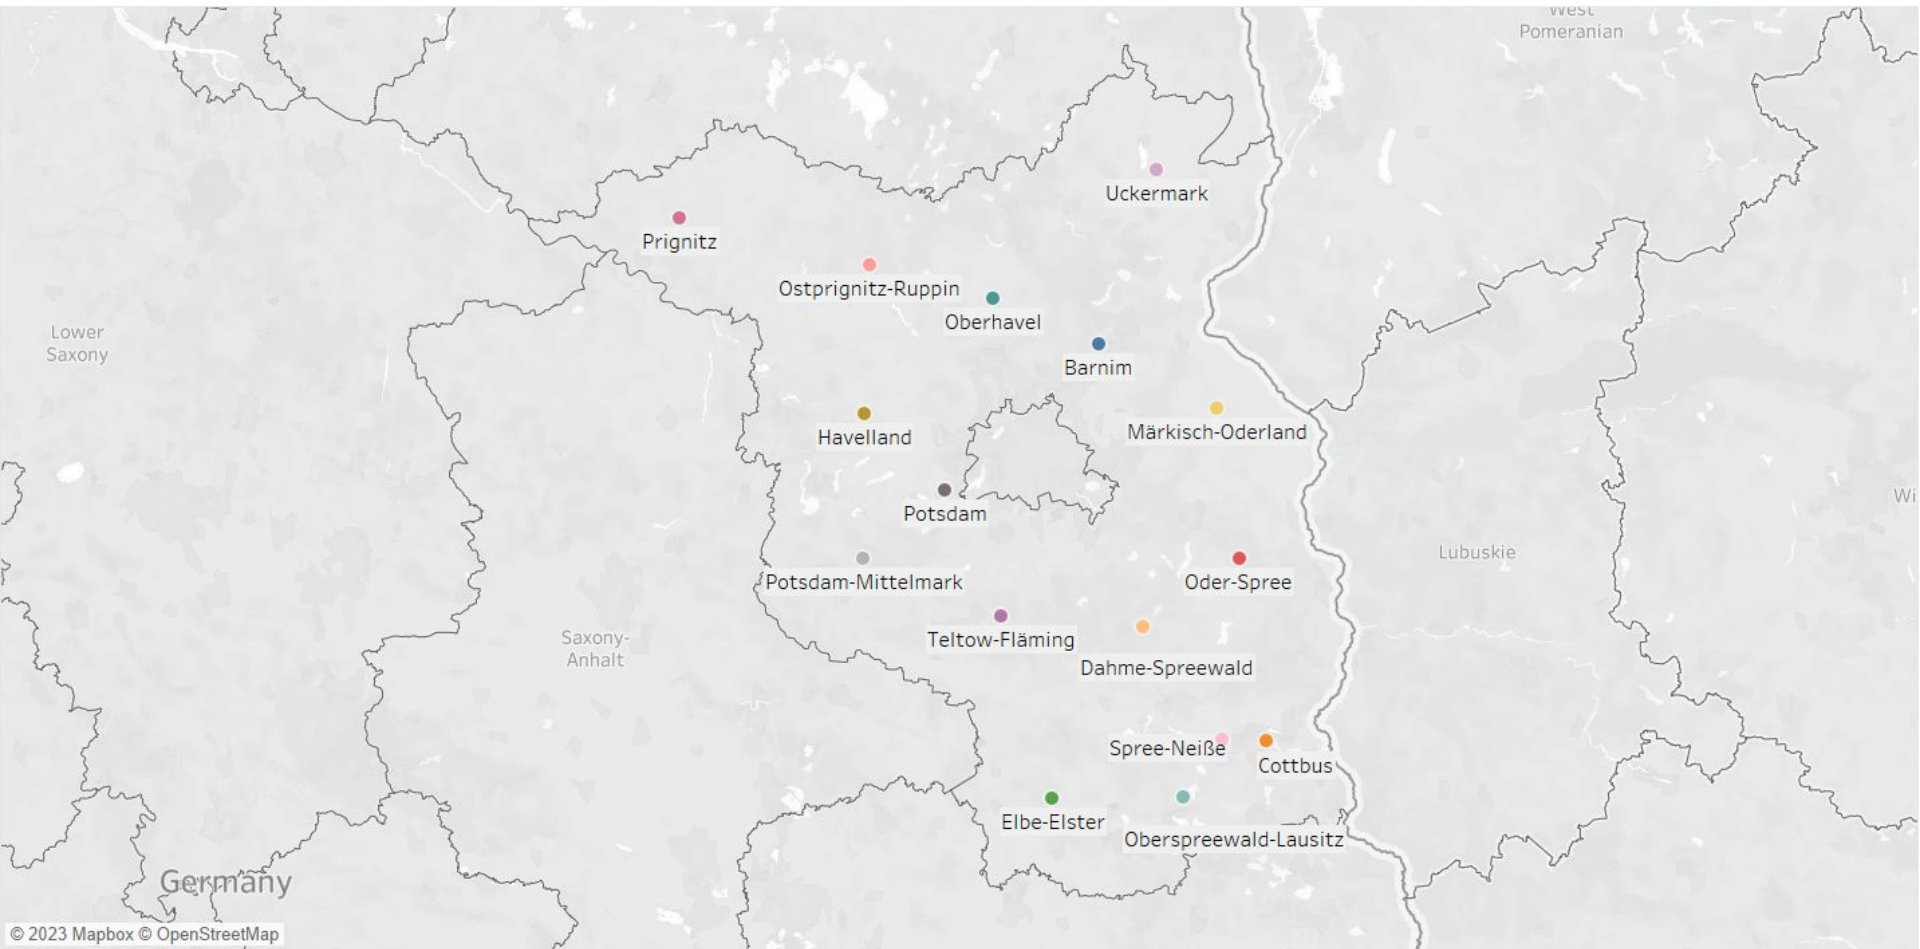 West
Pomeranian
Uckermark
Prignitz
Ostprignitz-Ruppin
Oberhavel
Lower
Saxony
Barnim
Havelland
Märkisch-Oderland
Potsdam
Wi
Lubuskie
Potsdam-Mittelmark
Oder-Spree
Teltow-Fläming
Saxony-
Anhalt
Dahme-Spreewald
Spree-Neiße
Cottbus
Elbe-Elster
Oberspreewald-Lausitz
Germany
© 2023 Mapbox © OpenStreetMap